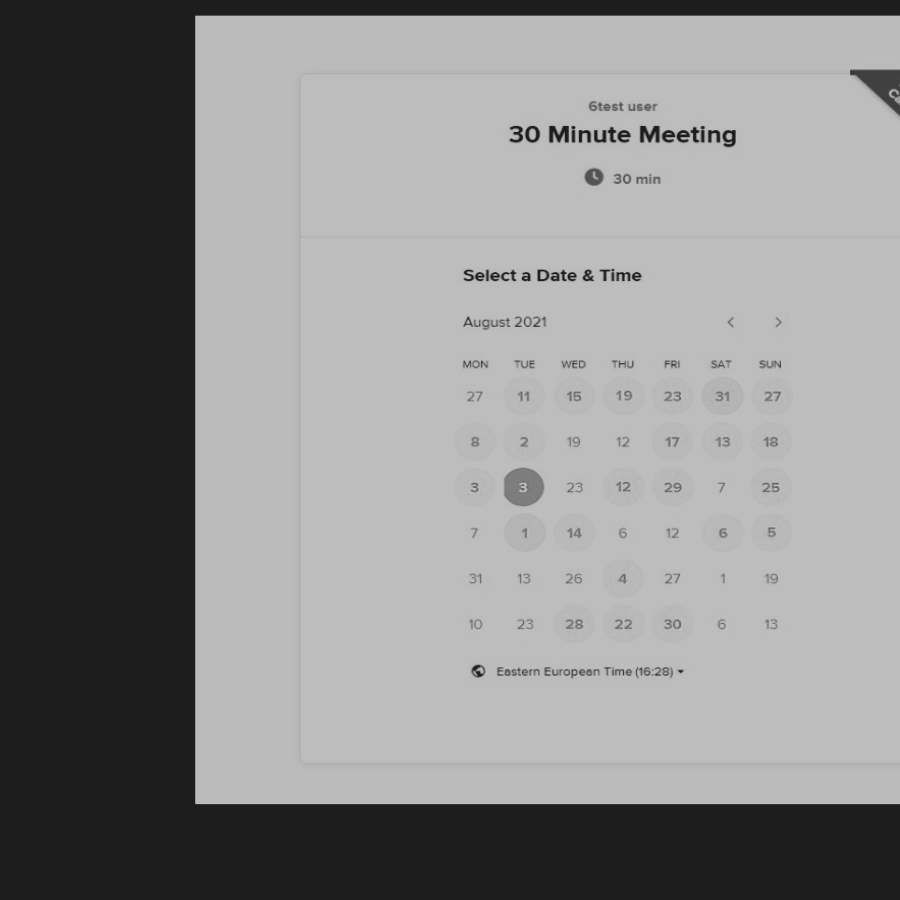 6test user
30 Minute Meeting
30 min
Select a Date & Time
August 2021
MON TUE WED THU FRI SAT SUN
27 11 15 19 23 31 27
8 2 19 12 17 13 18
3 3 23 12 29 7 25
7 1 14 6 12 6 5
31 13 26 4 27 1 19
10 23 28 22 30 6 13
Eastern European Time (16:28)